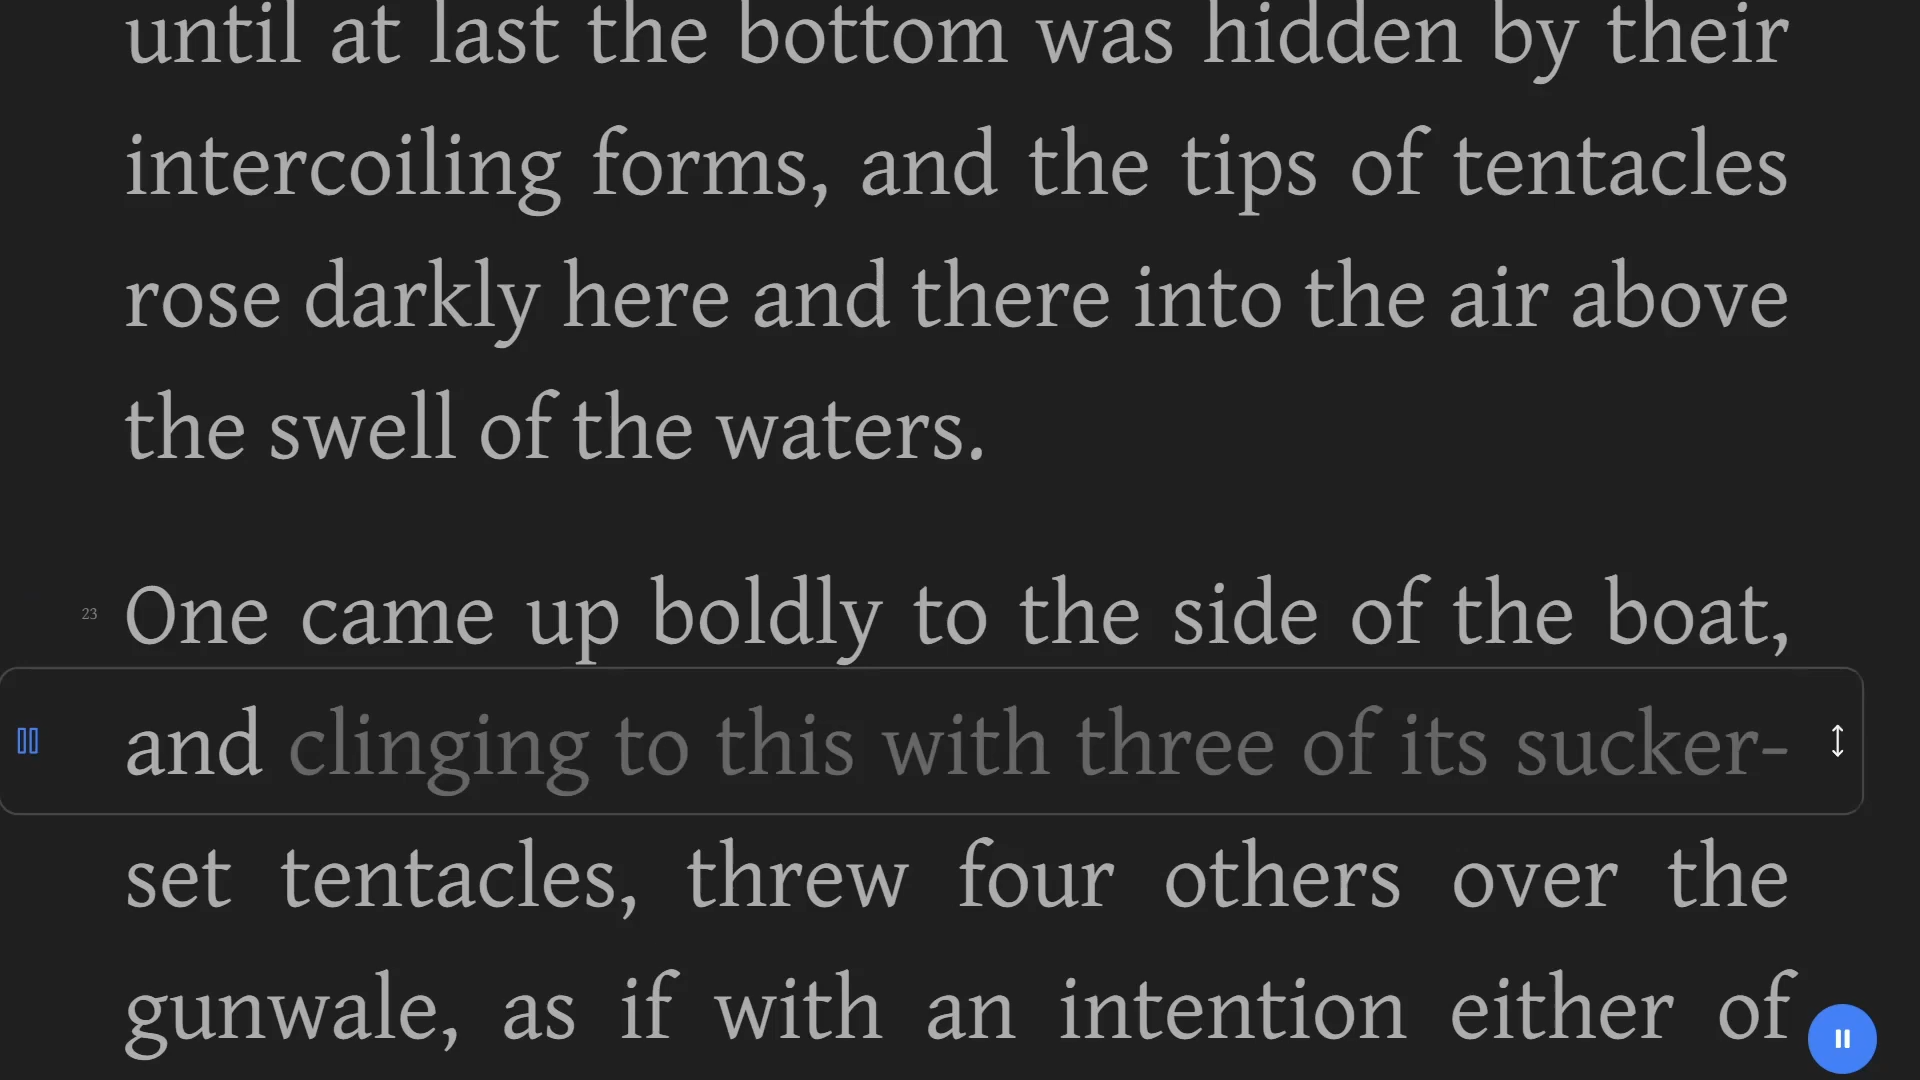 until at last the bottom was hidden by their
intercoiling forms, and the tips of tentacles
rose darkly here and there into the air above
the swell of the waters.
23
One came up boldly to the side of the boat,
and clinging to this with three of its sucker-
set tentacles, threw four others over the
gunwale, as if with an intention either of